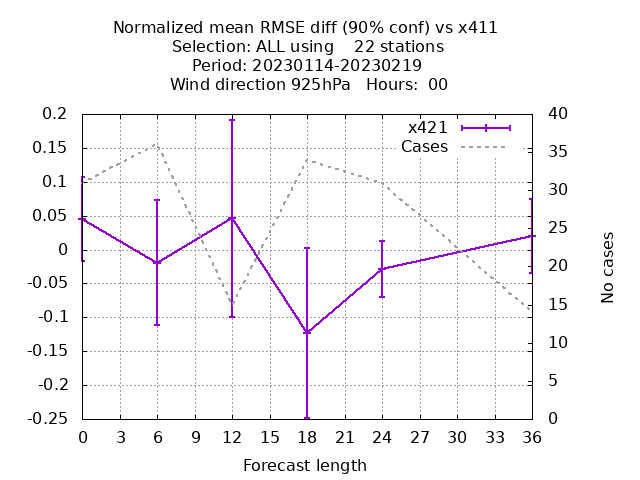 Normalized mean RMSE diff (90% conf) vs x411
Selection: ALL using    22 stations
Period: 20230114-20230219
Wind direction 925hPa   Hours:  00
x421
Cases
0.2
0.15
0.1
0.05
0
-0.05
-0.1
-0.15
-0.2
-0.25
40
35
30
25
20
15
10
5
0
No cases
0 3 6 9 12 15 18 21 24 27 30 33 36
Forecast length